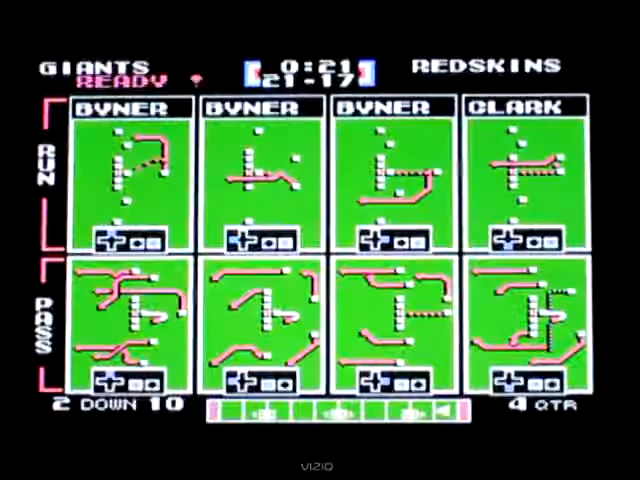 GIANTS 0:21 REDSKINS
READY 21-17
BYNER BYNER BYNER CLARK
RUN
PASS
2 DOWN 10 4 QTR
VIZIO